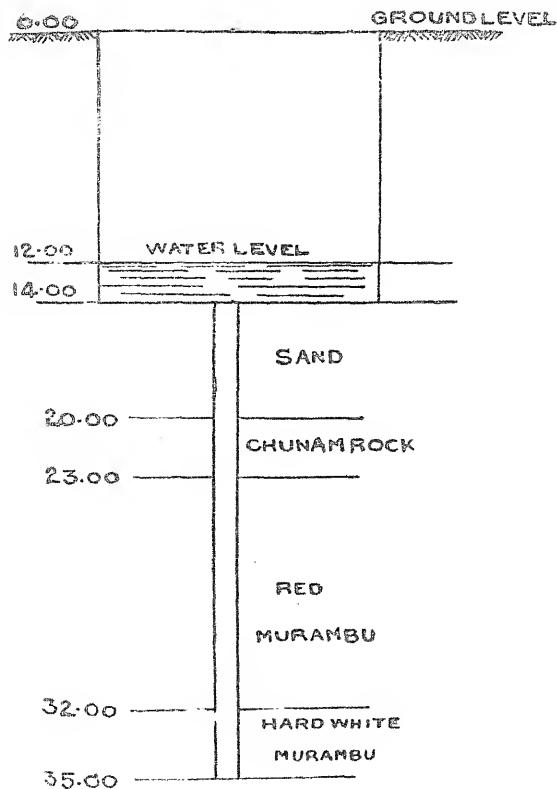 0.00 GROUND LEVEL
12.00 WATER LEVEL
14.00
SAND
20.00
CHUNAM ROCK
23.00
RED
MURAMBU
32.00
HARD WHITE
MURAMBU
35.00